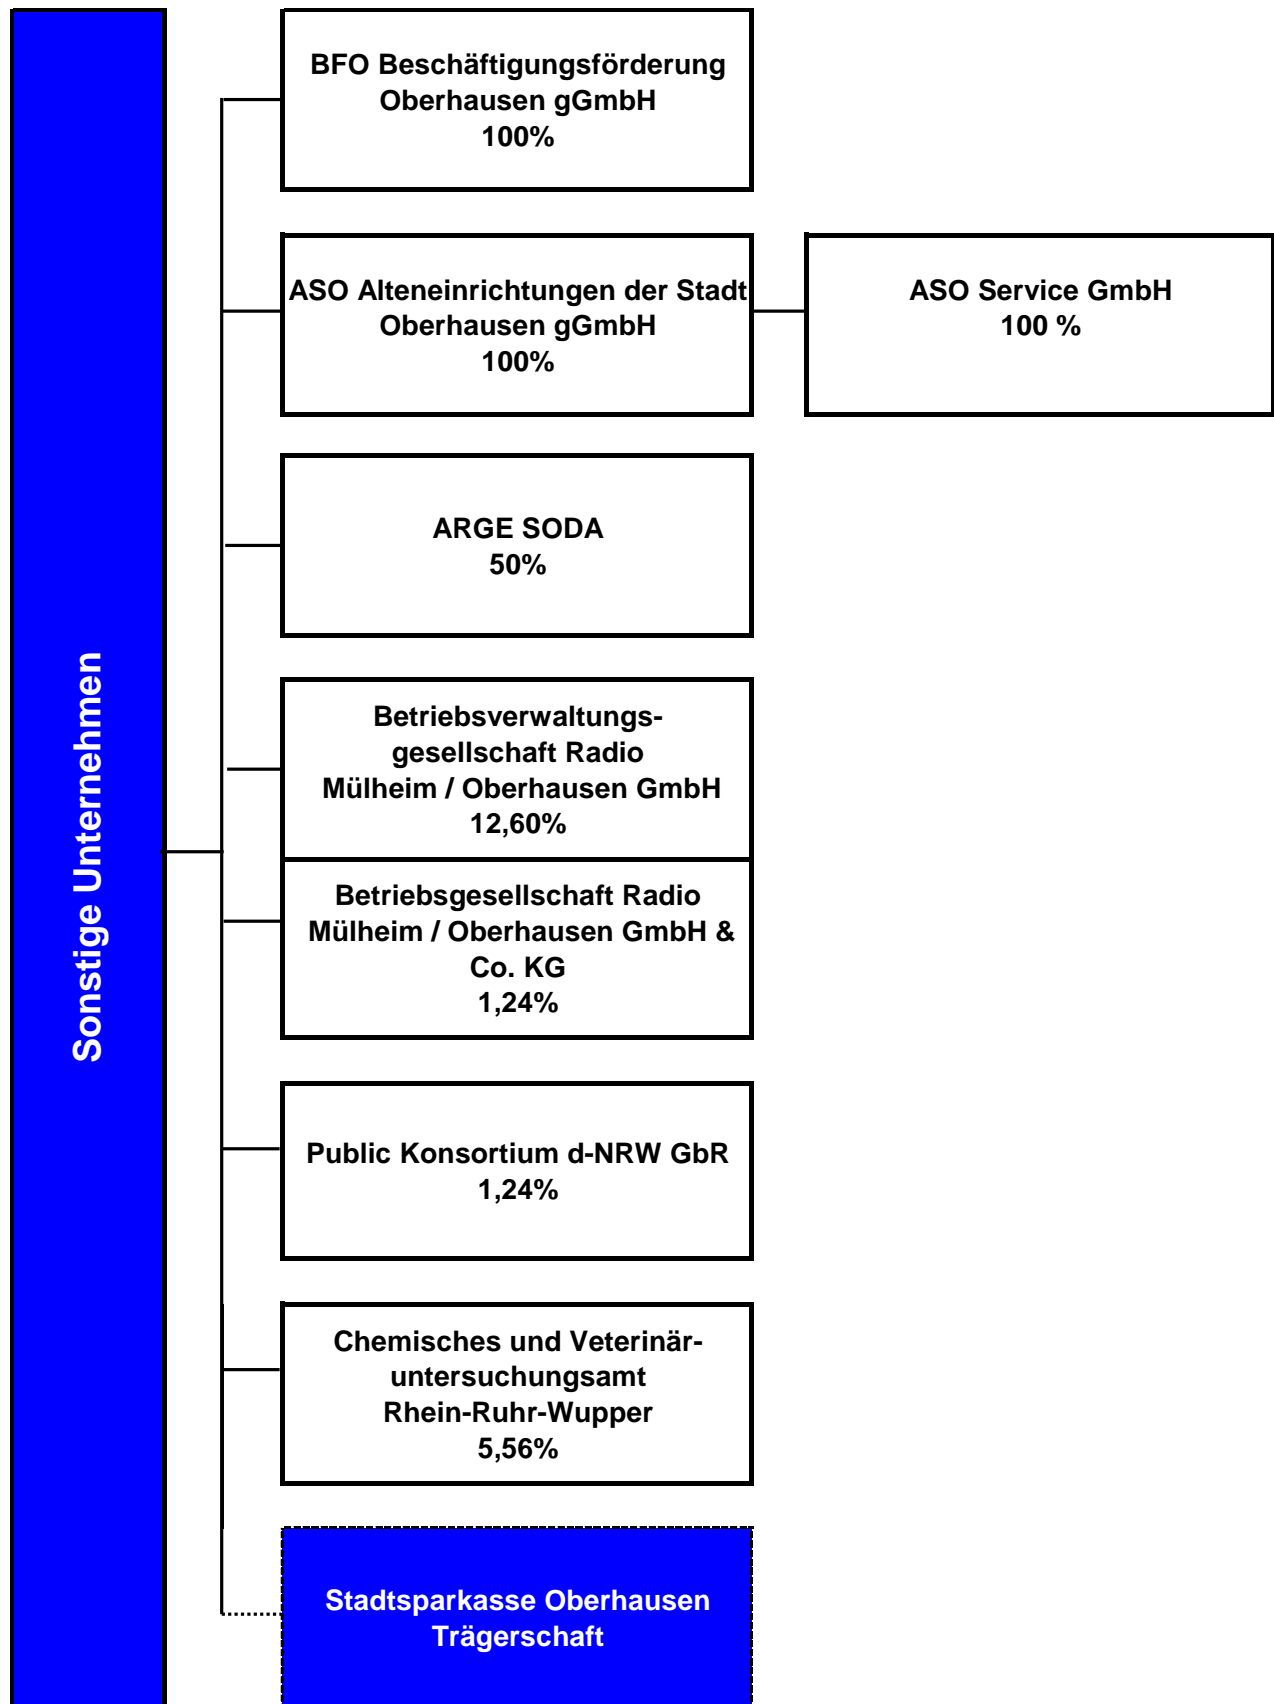 Sonstige Unternehmen
BFO Beschäftigungsförderung
Oberhausen gGmbH
100%
ASO Alteneinrichtungen der Stadt
Oberhausen gGmbH
100%
ASO Service GmbH
100 %
ARGE SODA
50%
Betriebsverwaltungs-
gesellschaft Radio
Mülheim / Oberhausen GmbH
12,60%
Betriebsgesellschaft Radio
Mülheim / Oberhausen GmbH &
Co. KG
1,24%
Public Konsortium d-NRW GbR
1,24%
Chemisches und Veterinär-
untersuchungsamt
Rhein-Ruhr-Wupper
5,56%
Stadtsparkasse Oberhausen
Trägerschaft